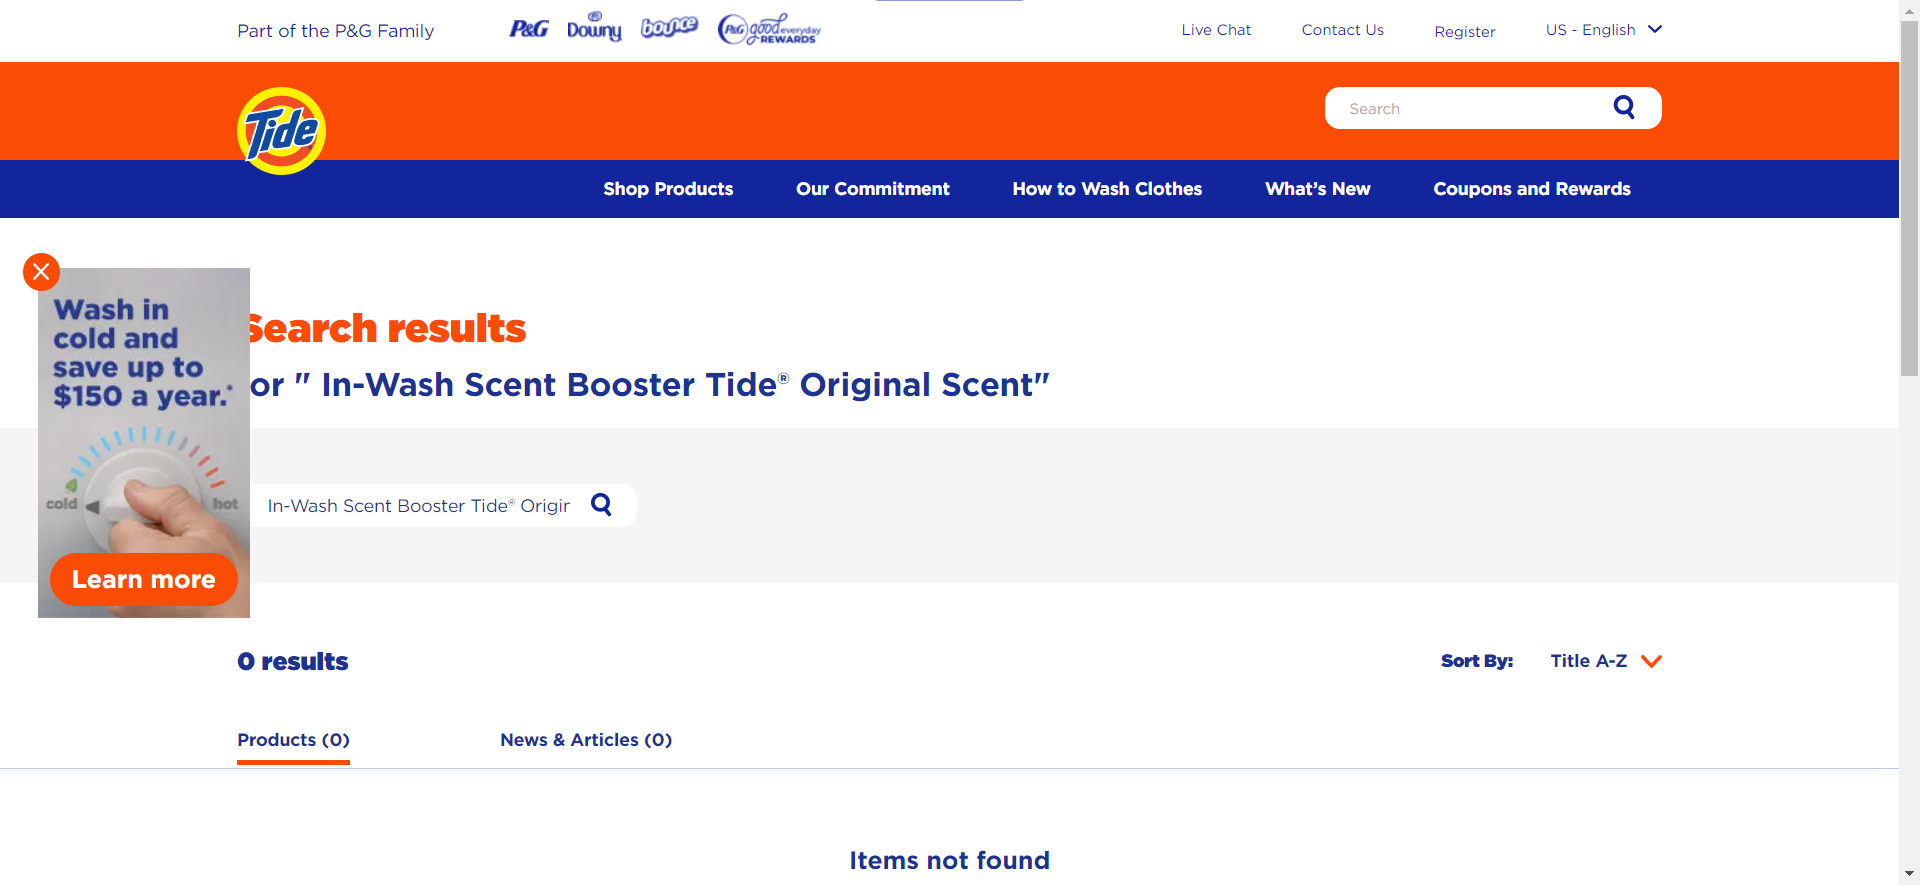 Part of the P&G Family
P&G
Downy
bounce
P&G good everyday REWARDS
Live Chat
Contact Us
Register
US - English
Tide
Search
Shop Products
Our Commitment
How to Wash Clothes
What's New
Coupons and Rewards
Wash in
cold and
save up to
$150 a year.*
cold
hot
Learn more
Search results
or " In-Wash Scent Booster Tide® Original Scent"
In-Wash Scent Booster Tide® Origin
0 results
Sort By:
Title A-Z
Products (0)
News & Articles (0)
Items not found